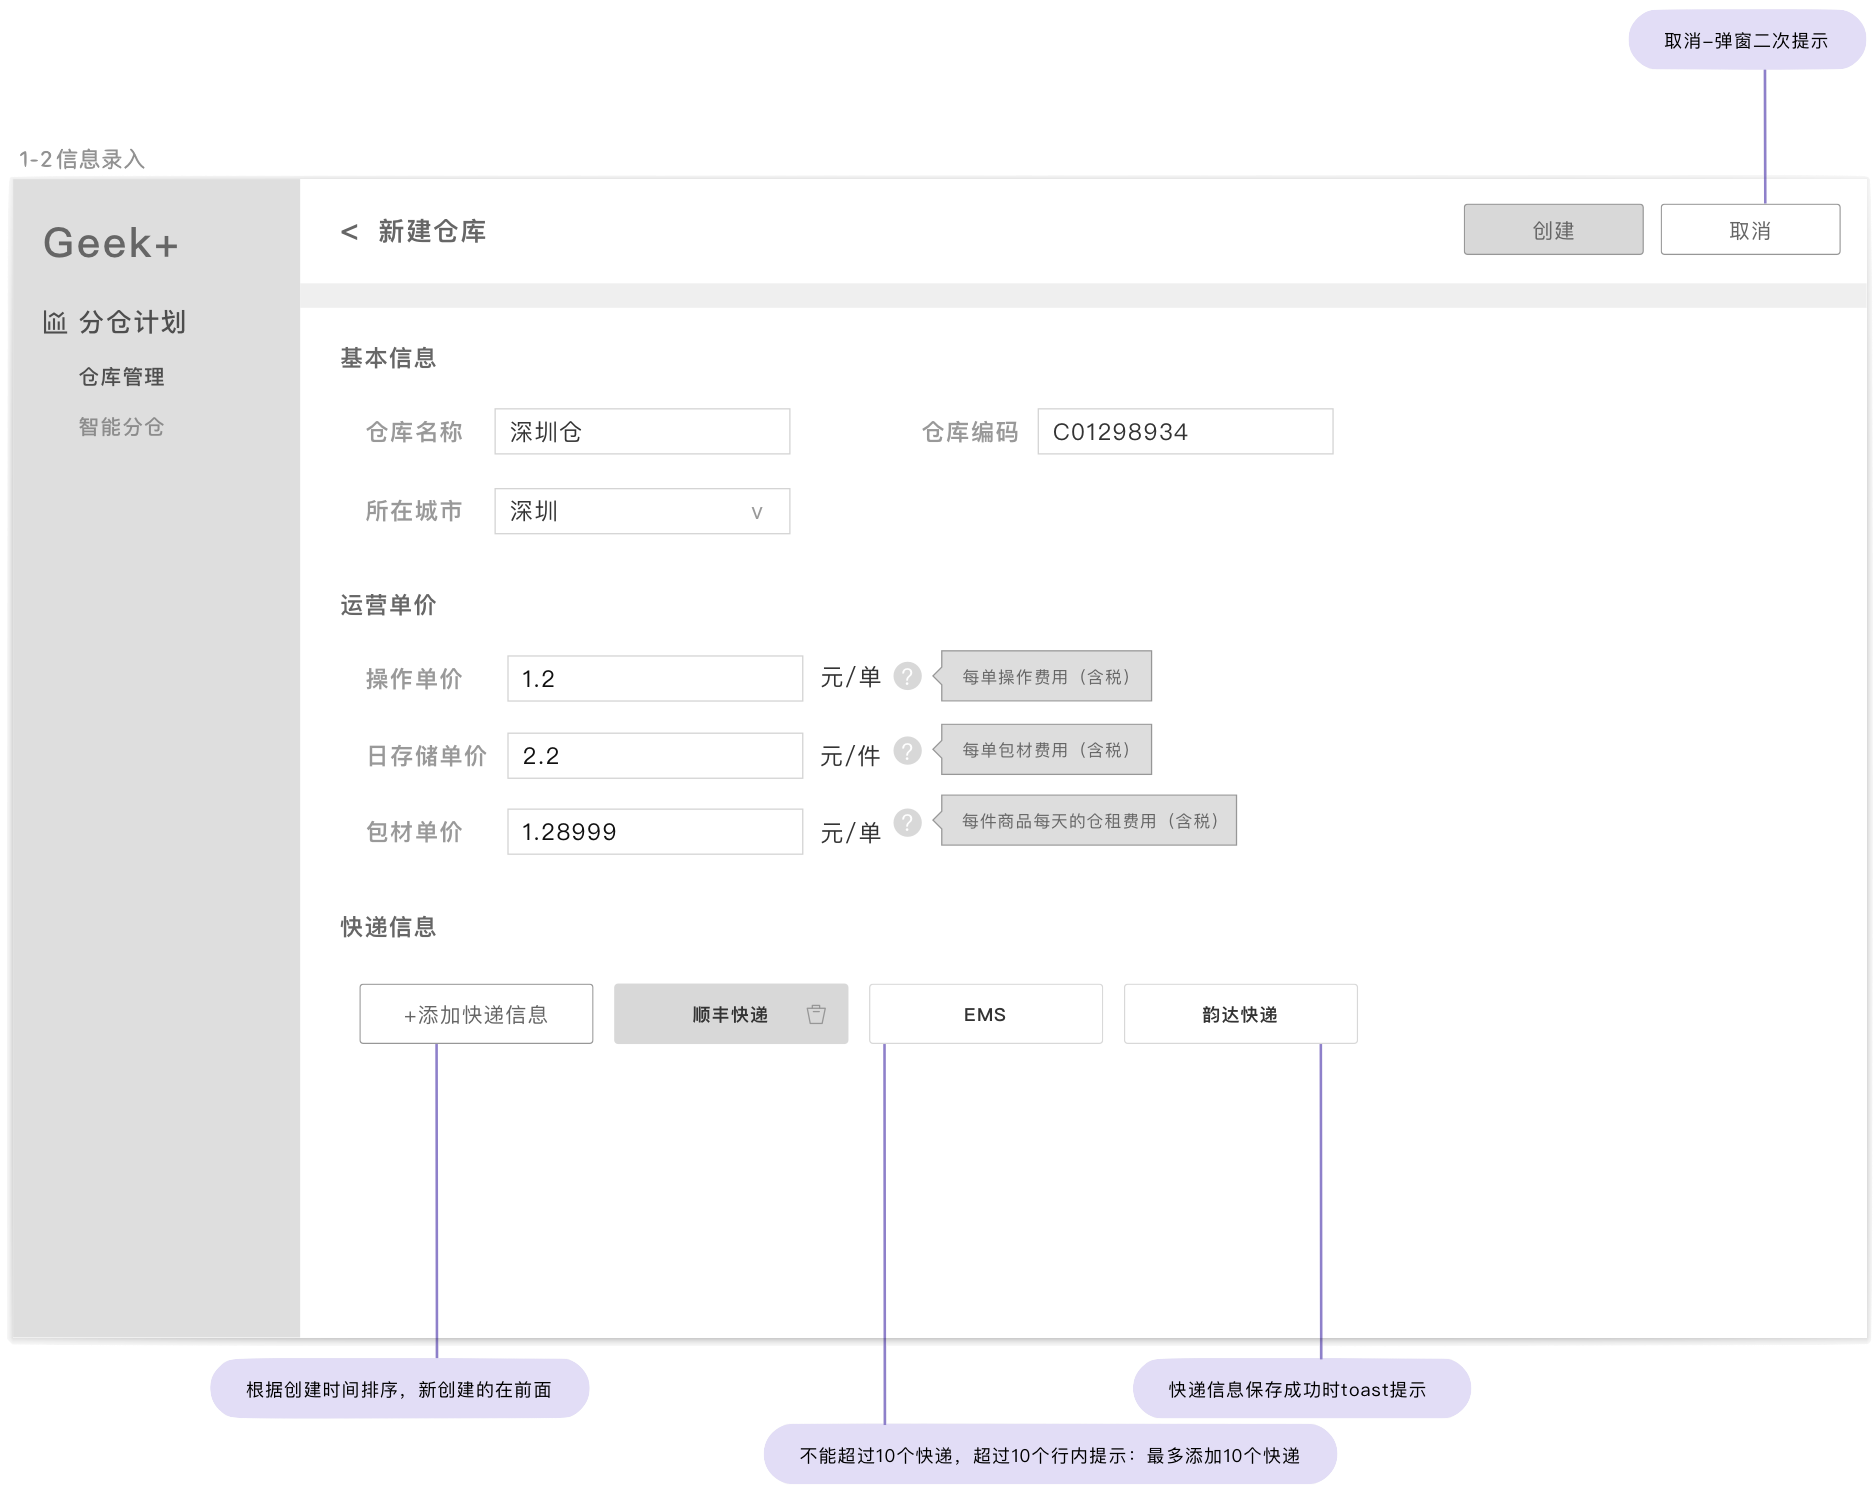 取消-弹窗二次提示
1-2 信息录入
Geek+
分仓计划
仓库管理
智能分仓
< 新建仓库
创建
取消
基本信息
仓库名称 深圳仓 仓库编码 C01298934
所在城市 深圳 v
运营单价
操作单价 1.2 元/单 ? 每单操作费用（含税）
日存储单价 2.2 元/件 ? 每单包材费用（含税）
包材单价 1.28999 元/单 ? 每件商品每天的仓租费用（含税）
快递信息
+添加快递信息 顺丰快递 EMS 韵达快递
根据创建时间排序，新创建的在前面
快递信息保存成功时toast提示
不能超过10个快递，超过10个行内提示：最多添加10个快递